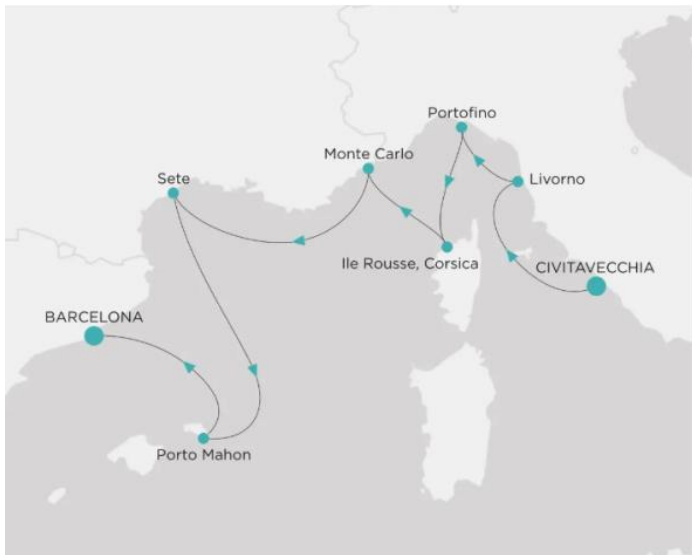 Portofino
Monte Carlo
Sete
Livorno
Ile Rousse, Corsica
CIVITAVECCHIA
BARCELONA
Porto Mahon